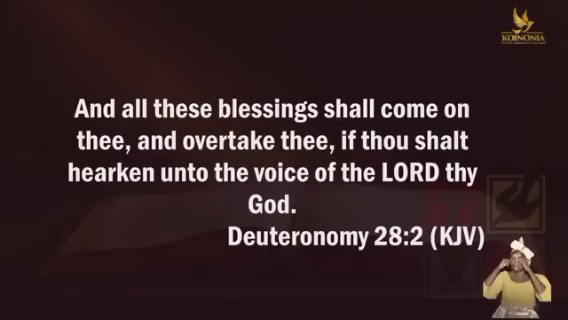 KOINONIA
And all these blessings shall come on
thee, and overtake thee, if thou shalt
hearken unto the voice of the LORD thy
God.
Deuteronomy 28:2 (KJV)